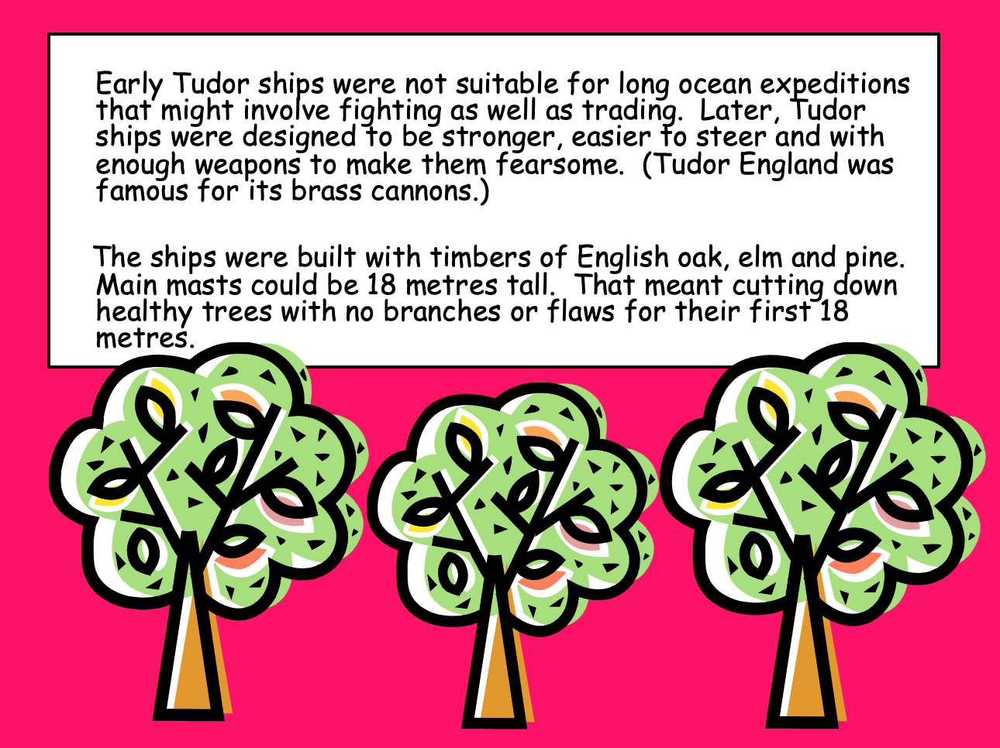 Early Tudor ships were not suitable for long ocean expeditions
that might involve fighting as well as trading.  Later, Tudor
ships were designed to be stronger, easier to steer and with
enough weapons to make them fearsome.  (Tudor England was
famous for its brass cannons.)
The ships were built with timbers of English oak, elm and pine.
Main masts could be 18 metres tall.  That meant cutting down
healthy trees with no branches or flaws for their first 18
metres.